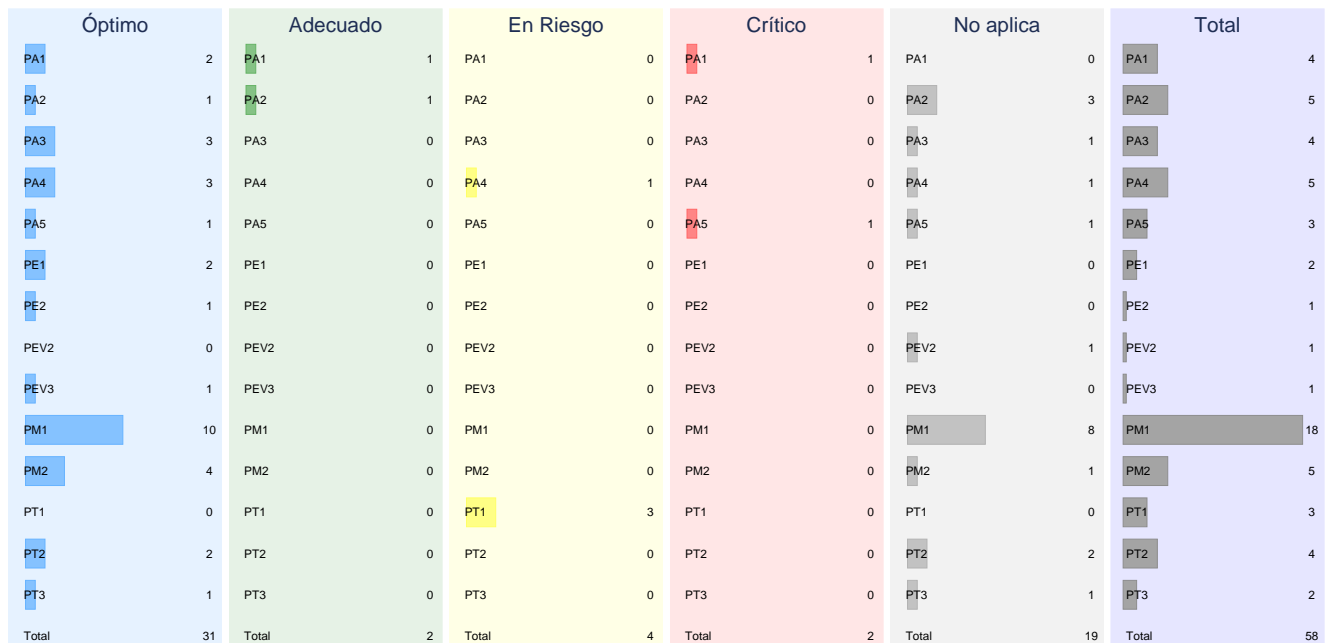 Óptimo Adecuado En Riesgo Crítico No aplica Total
PA1 2 PA1 1 PA1 0 PA1 1 PA1 0 PA1 4
PA2 1 PA2 1 PA2 0 PA2 0 PA2 3 PA2 5
PA3 3 PA3 0 PA3 0 PA3 0 PA3 1 PA3 4
PA4 3 PA4 0 PA4 1 PA4 0 PA4 1 PA4 5
PA5 1 PA5 0 PA5 0 PA5 1 PA5 1 PA5 3
PE1 2 PE1 0 PE1 0 PE1 0 PE1 0 PE1 2
PE2 1 PE2 0 PE2 0 PE2 0 PE2 0 PE2 1
PEV2 0 PEV2 0 PEV2 0 PEV2 0 PEV2 1 PEV2 1
PEV3 1 PEV3 0 PEV3 0 PEV3 0 PEV3 0 PEV3 1
PM1 10 PM1 0 PM1 0 PM1 0 PM1 8 PM1 18
PM2 4 PM2 0 PM2 0 PM2 0 PM2 1 PM2 5
PT1 0 PT1 0 PT1 3 PT1 0 PT1 0 PT1 3
PT2 2 PT2 0 PT2 0 PT2 0 PT2 2 PT2 4
PT3 1 PT3 0 PT3 0 PT3 0 PT3 1 PT3 2
Total 31 Total 2 Total 4 Total 2 Total 19 Total 58